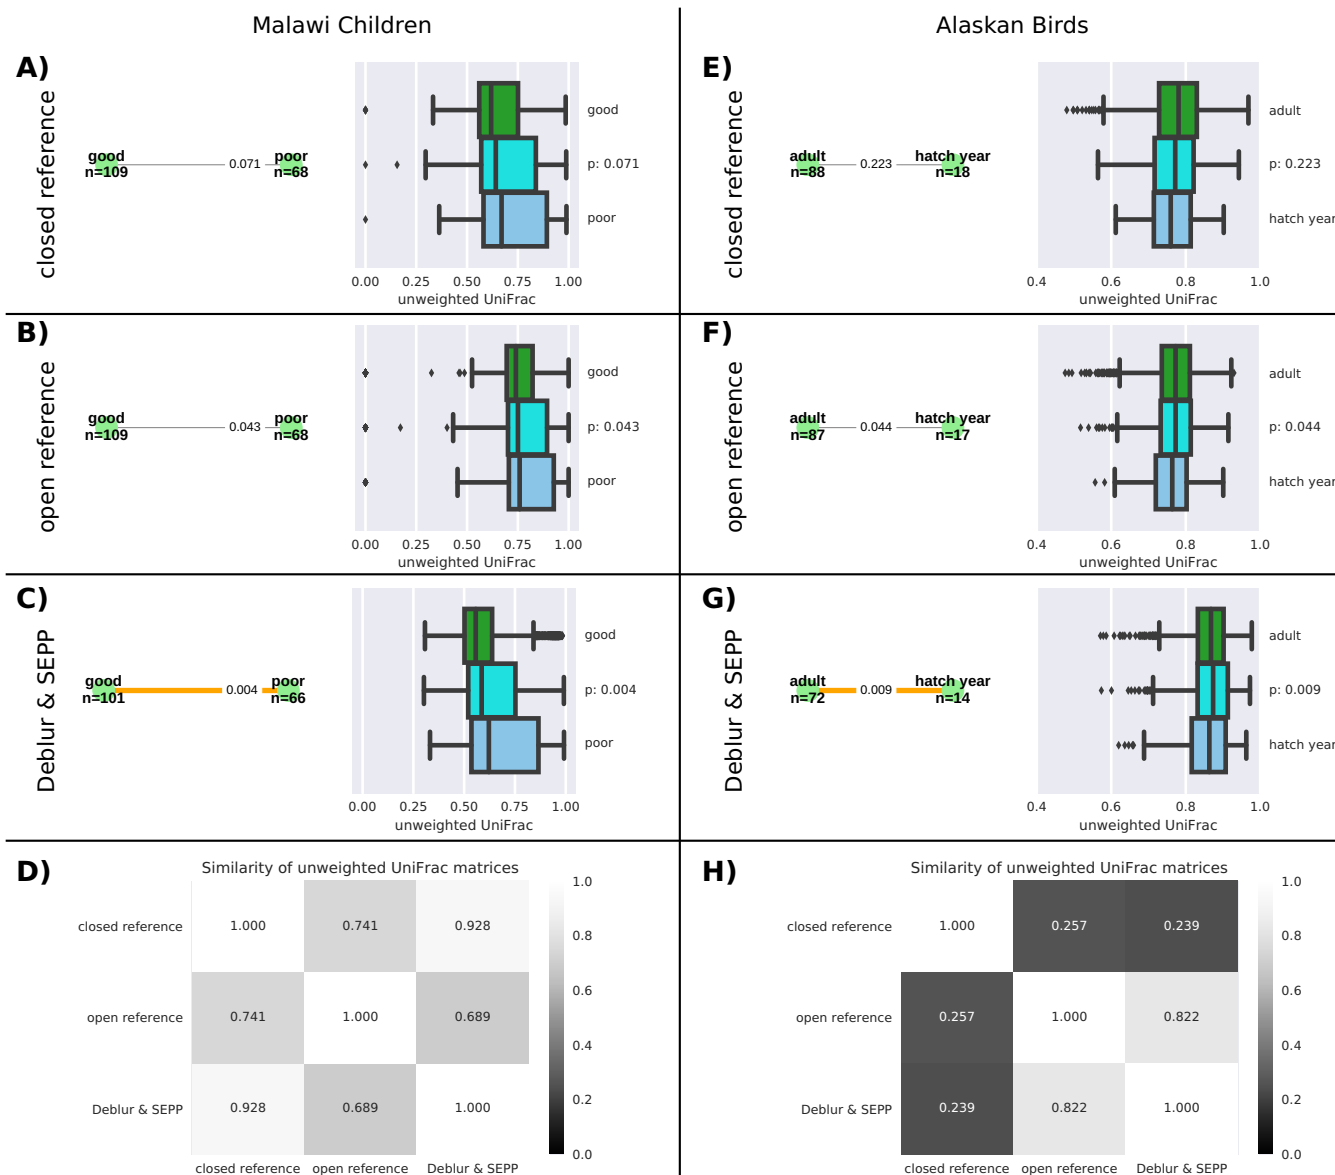 Malawi Children
Alaskan Birds
A)
closed reference
good
n=109
0.071
poor
n=68
good
p: 0.071
poor
0.00 0.25 0.50 0.75 1.00
unweighted UniFrac
E)
closed reference
adult
n=88
0.223
hatch year
n=18
adult
p: 0.223
hatch year
0.4 0.6 0.8 1.0
unweighted UniFrac
B)
open reference
good
n=109
0.043
poor
n=68
good
p: 0.043
poor
0.00 0.25 0.50 0.75 1.00
unweighted UniFrac
F)
open reference
adult
n=87
0.044
hatch year
n=17
adult
p: 0.044
hatch year
0.4 0.6 0.8 1.0
unweighted UniFrac
C)
Deblur & SEPP
good
n=101
0.004
poor
n=66
good
p: 0.004
poor
0.00 0.25 0.50 0.75 1.00
unweighted UniFrac
G)
Deblur & SEPP
adult
n=72
0.009
hatch year
n=14
adult
p: 0.009
hatch year
0.4 0.6 0.8 1.0
unweighted UniFrac
D)
Similarity of unweighted UniFrac matrices
closed reference 1.000 0.741 0.928
open reference 0.741 1.000 0.689
Deblur & SEPP 0.928 0.689 1.000
closed reference open reference Deblur & SEPP
1.0
0.8
0.6
0.4
0.2
0.0
H)
Similarity of unweighted UniFrac matrices
closed reference 1.000 0.257 0.239
open reference 0.257 1.000 0.822
Deblur & SEPP 0.239 0.822 1.000
closed reference open reference Deblur & SEPP
1.0
0.8
0.6
0.4
0.2
0.0